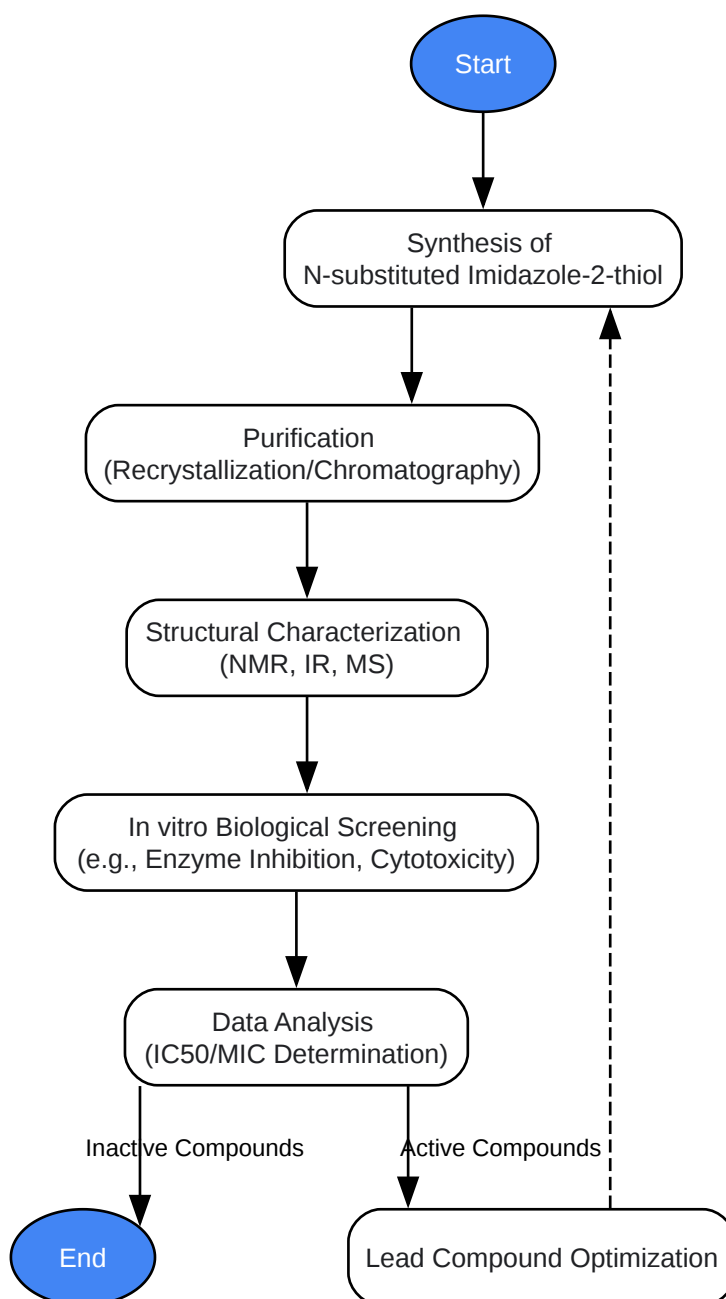 Start
Synthesis of
N-substituted Imidazole-2-thiol
Purification
(Recrystallization/Chromatography)
Structural Characterization
(NMR, IR, MS)
In vitro Biological Screening
(e.g., Enzyme Inhibition, Cytotoxicity)
Data Analysis
(IC50/MIC Determination)
Inactive Compounds
Active Compounds
End
Lead Compound Optimization